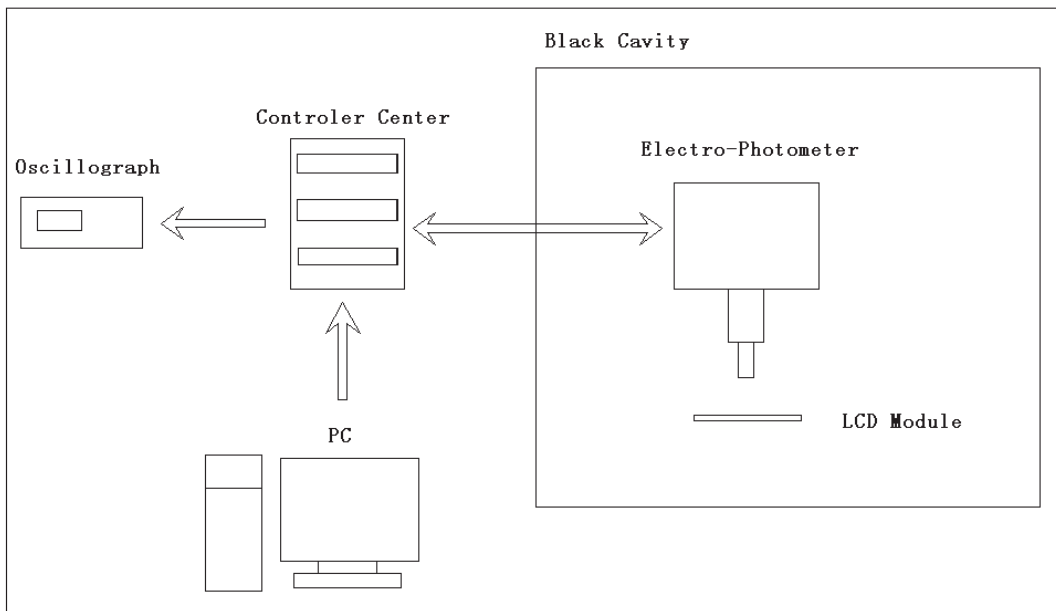 Black Cavity
Controler Center
Electro-Photometer
Oscillograph
LCD Module
PC